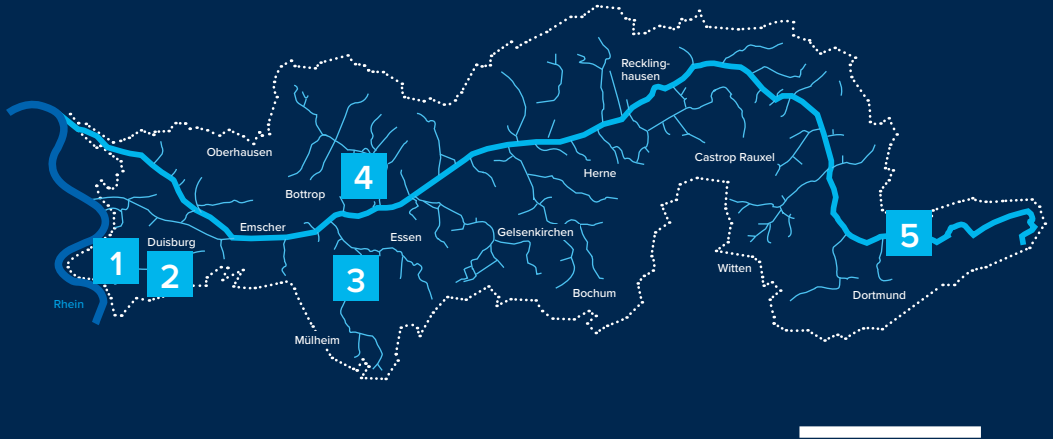 Reckling-
hausen
Oberhausen
Castrop Rauxel
4
Herne
Bottrop
Emscher
Essen
Gelsenkirchen
5
Duisburg
1
2
3
Witten
Rhein
Bochum
Dortmund
Mülheim